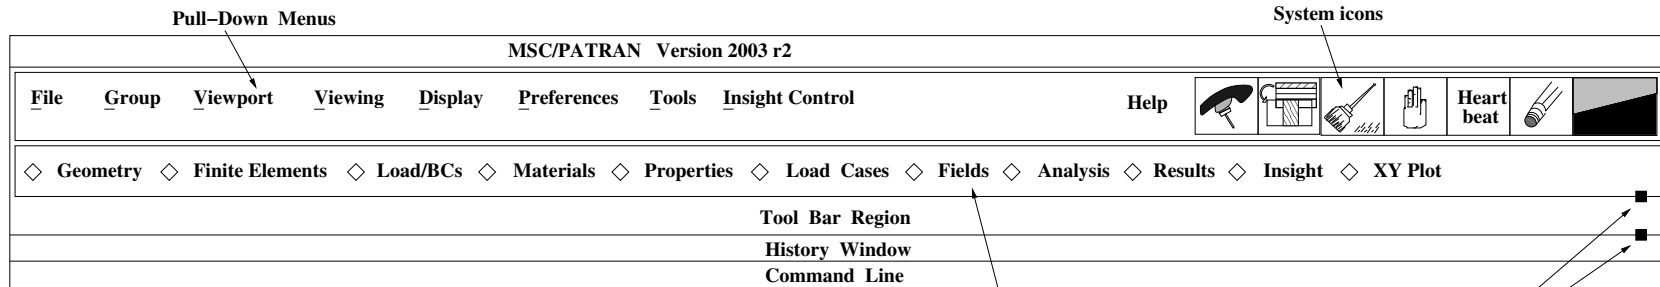 Pull-Down Menus
System icons
MSC/PATRAN Version 2003 r2
File Group Viewport Viewing Display Preferences Tools Insight Control Help Heart beat
Geometry Finite Elements Load/BCs Materials Properties Load Cases Fields Analysis Results Insight XY Plot
Tool Bar Region
History Window
Command Line